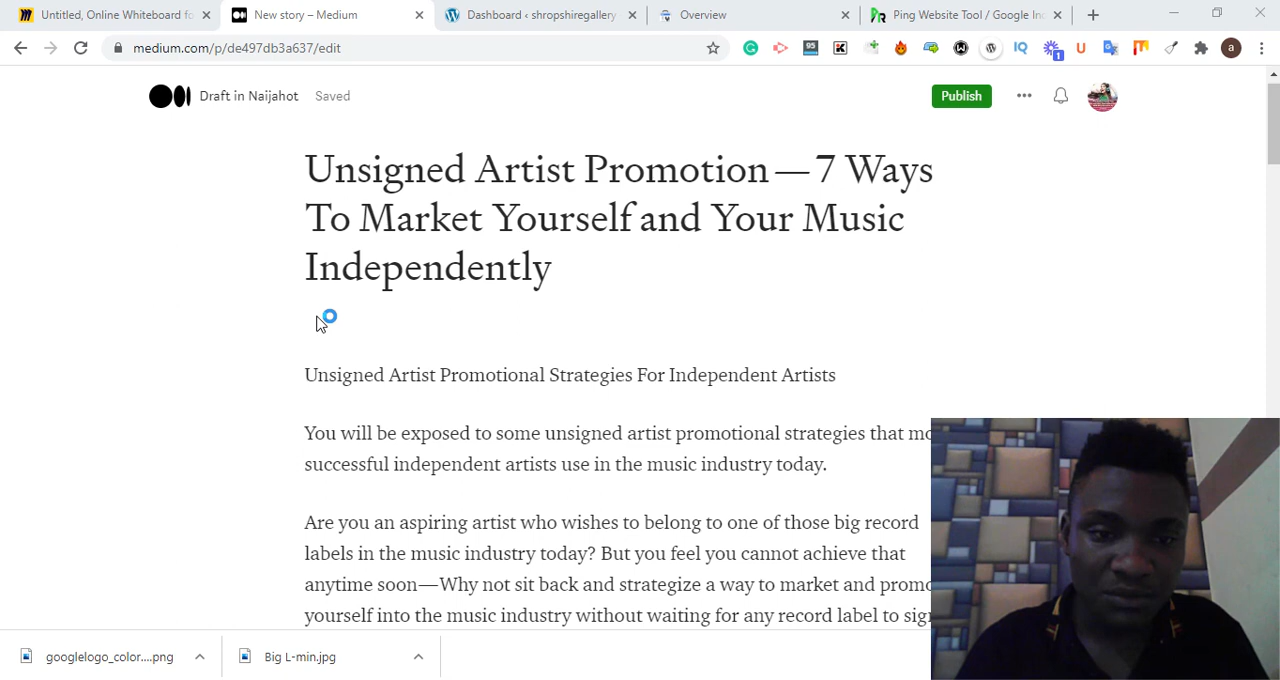 Untitled, Online Whiteboard fo
New story – Medium
Dashboard ‹ shropshiregallery
Overview
Ping Website Tool / Google Inc
medium.com/p/de497db3a637/edit
95
K
IQ
1
U
a
Draft in Naijahot
Saved
Publish
Unsigned Artist Promotion — 7 Ways
To Market Yourself and Your Music
Independently
Unsigned Artist Promotional Strategies For Independent Artists
You will be exposed to some unsigned artist promotional strategies that mo
successful independent artists use in the music industry today.
Are you an aspiring artist who wishes to belong to one of those big record
labels in the music industry today? But you feel you cannot achieve that
anytime soon—Why not sit back and strategize a way to market and promo
yourself into the music industry without waiting for any record label to sign
googlelogo_color....png
Big L-min.jpg